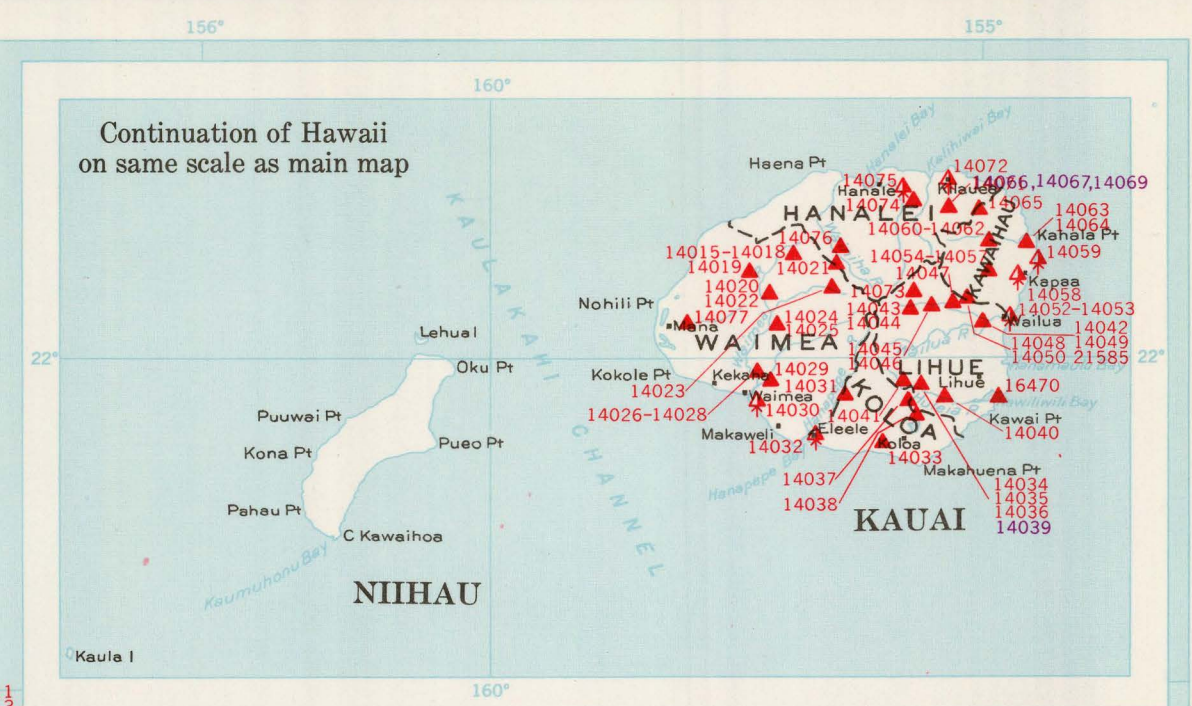 156°
155°
160°
Continuation of Hawaii
on same scale as main map
Haena Pt
Hanalei Bay
Kalihiwai Bay
14072
14075
Hanalei
Kilauea
14066,14067,14069
14074
14065
HANALEI
14063
14064
14060-14062
KAWAIHAU
Kahala Pt
14076
14059
14015-14018
14054-14057
14019
14021
14047
Kapaa
14020
14073
14058
14022
Nohili Pt
14043
14052-14053
14077
14024
Mana
14025
14044
Wailua
14042
WAIMEA
14048
14049
Lehua I
14045
Wailua R
14050
21585
22°
22°
Oku Pt
14046
Hanamaulu Bay
Kokole Pt
Kekaha
14029
LIHUE
14023
14031
Lihue
16470
Waimea
14026-14028
14030
KOLOA
Nawiliwili Bay
Puuwai Pt
14041
Kawai Pt
Makaweli
Eleele
14040
Kona Pt
Pueo Pt
14032
Koloa
14033
Makahuena Pt
Hanapepe Bay
14037
14034
14038
14035
14036
14039
Pahau Pt
KAUAI
C Kawaihoa
Kaumuhonu Bay
NIIHAU
KAULAKAHI
CHANNEL
Kaula I
160°
1